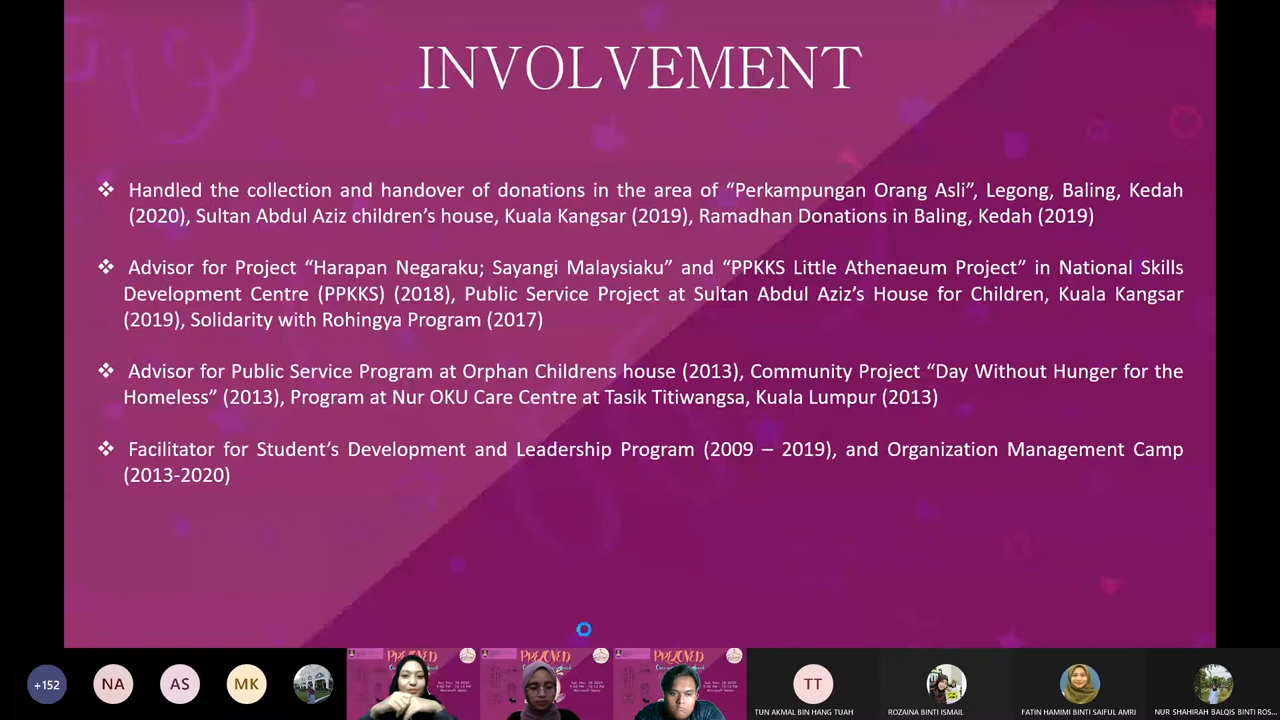 INVOLVEMENT
❖ Handled the collection and handover of donations in the area of “Perkampungan Orang Asli”, Legong, Baling, Kedah
(2020), Sultan Abdul Aziz children’s house, Kuala Kangsar (2019), Ramadhan Donations in Baling, Kedah (2019)
❖ Advisor for Project “Harapan Negaraku; Sayangi Malaysiaku” and “PPKKS Little Athenaeum Project” in National Skills
Development Centre (PPKKS) (2018), Public Service Project at Sultan Abdul Aziz’s House for Children, Kuala Kangsar
(2019), Solidarity with Rohingya Program (2017)
❖ Advisor for Public Service Program at Orphan Childrens house (2013), Community Project “Day Without Hunger for the
Homeless” (2013), Program at Nur OKU Care Centre at Tasik Titiwangsa, Kuala Lumpur (2013)
❖ Facilitator for Student’s Development and Leadership Program (2009 – 2019), and Organization Management Camp
(2013-2020)
+152
NA
AS
MK
TT
TUN AKMAL BIN HANG TUAH
ROZAINA BINTI ISMAIL
FATIN HAMIMI BINTI SAIFUL AMRI
NUR SHAHIRAH BALQIS BINTI ROS...